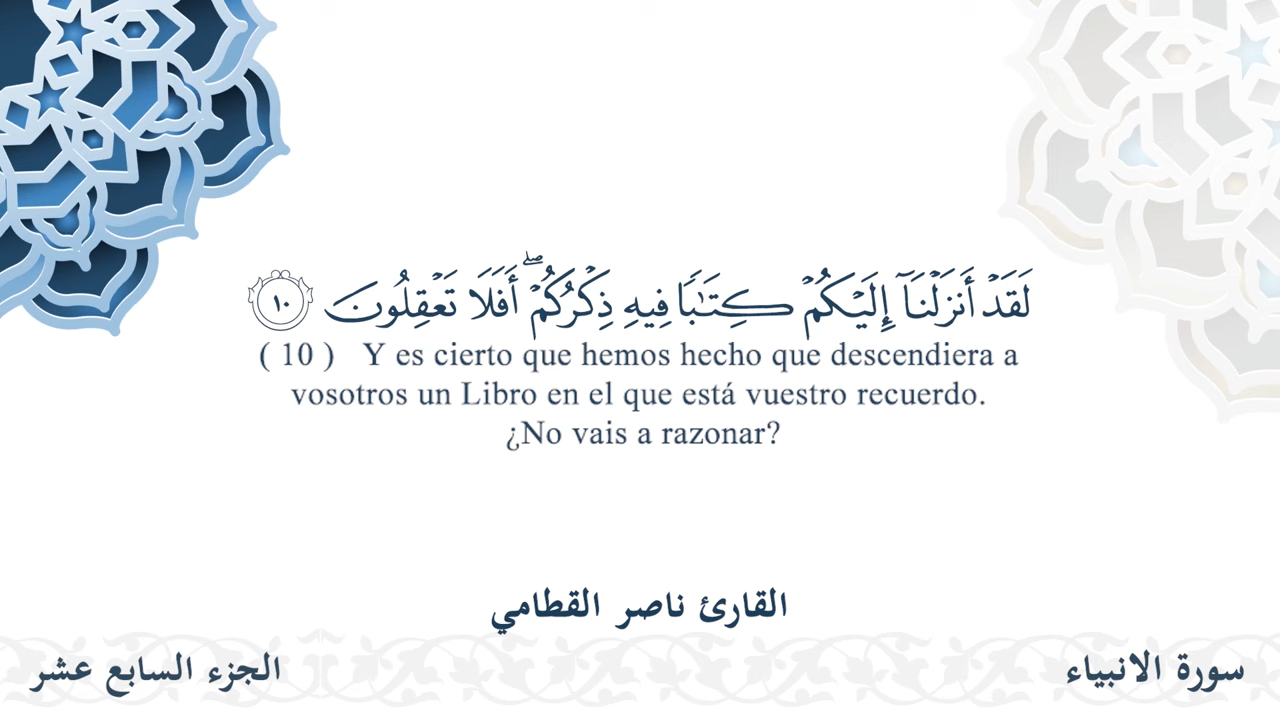 لَقَدْ أَنزَلْنَآ إِلَيْكُمْ كِتَـٰبًا فِيهِ ذِكْرُكُمْ ۖ أَفَلَا تَعْقِلُونَ ١٠
( 10 ) Y es cierto que hemos hecho que descendiera a
vosotros un Libro en el que está vuestro recuerdo.
¿No vais a razonar?
القارئ ناصر القطامي
سورة الانبياء
الجزء السابع عشر